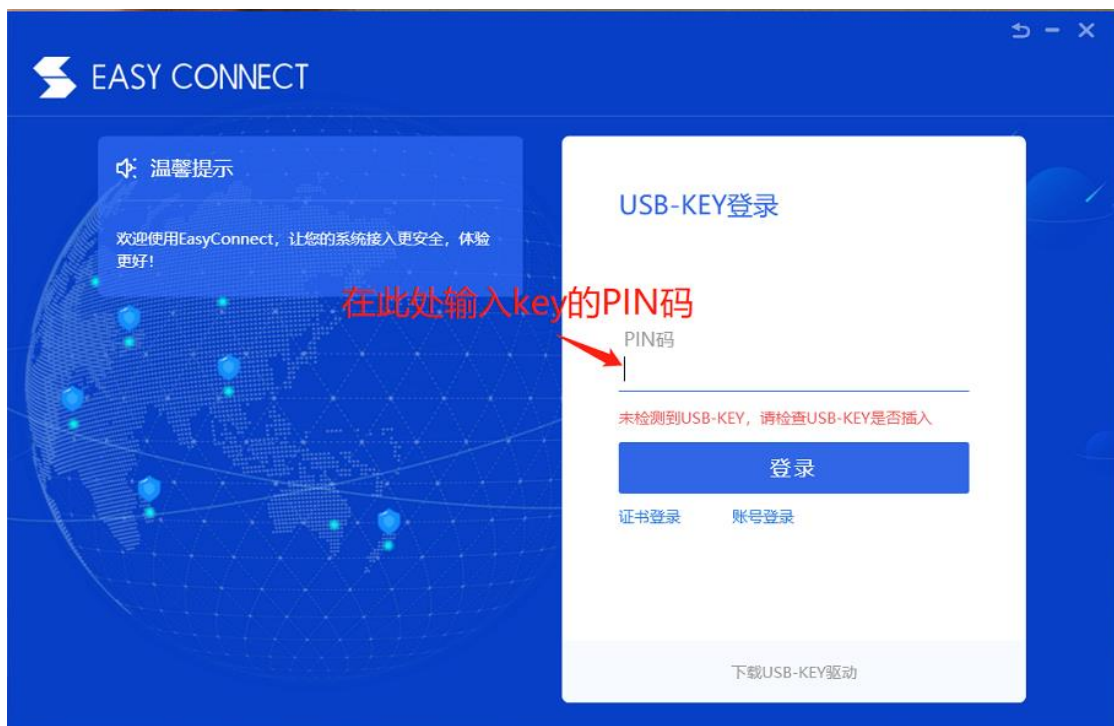 EASY CONNECT
温馨提示
欢迎使用EasyConnect，让您的系统接入更安全，体验
更好！
USB-KEY登录
在此处输入key的PIN码
PIN码
未检测到USB-KEY，请检查USB-KEY是否插入
登录
证书登录
账号登录
下载USB-KEY驱动